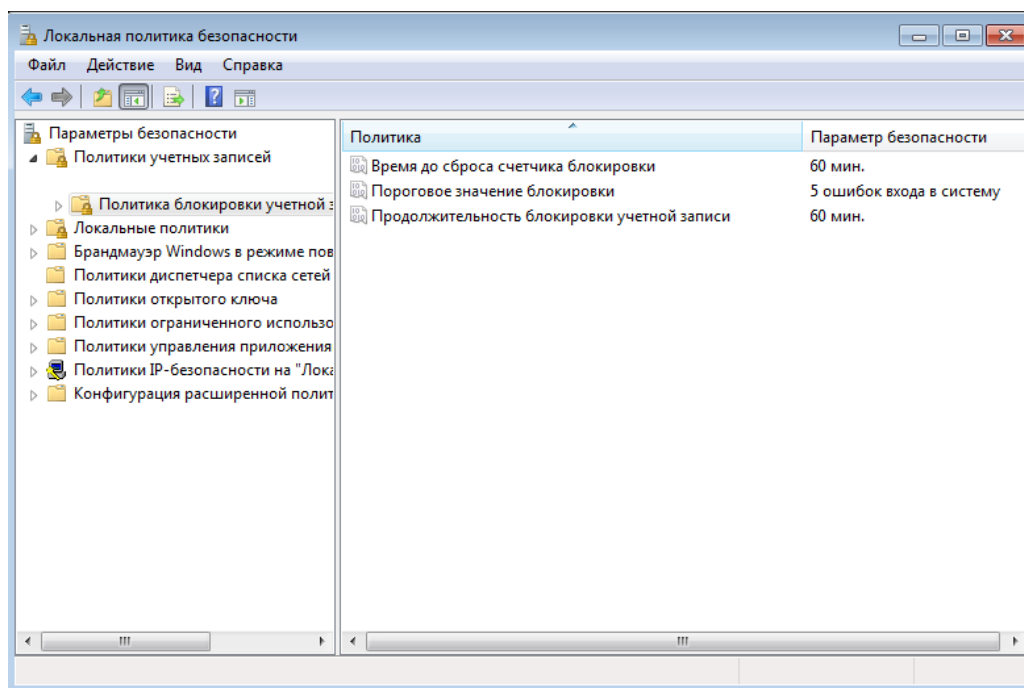 Локальная политика безопасности
Файл Действие Вид Справка
Параметры безопасности
Политики учетных записей
Политика блокировки учетной з
Локальные политики
Брандмауэр Windows в режиме пов
Политики диспетчера списка сетей
Политики открытого ключа
Политики ограниченного использо
Политики управления приложения
Политики IP-безопасности на "Лока
Конфигурация расширенной полит
Политика Параметр безопасности
Время до сброса счетчика блокировки 60 мин.
Пороговое значение блокировки 5 ошибок входа в систему
Продолжительность блокировки учетной записи 60 мин.